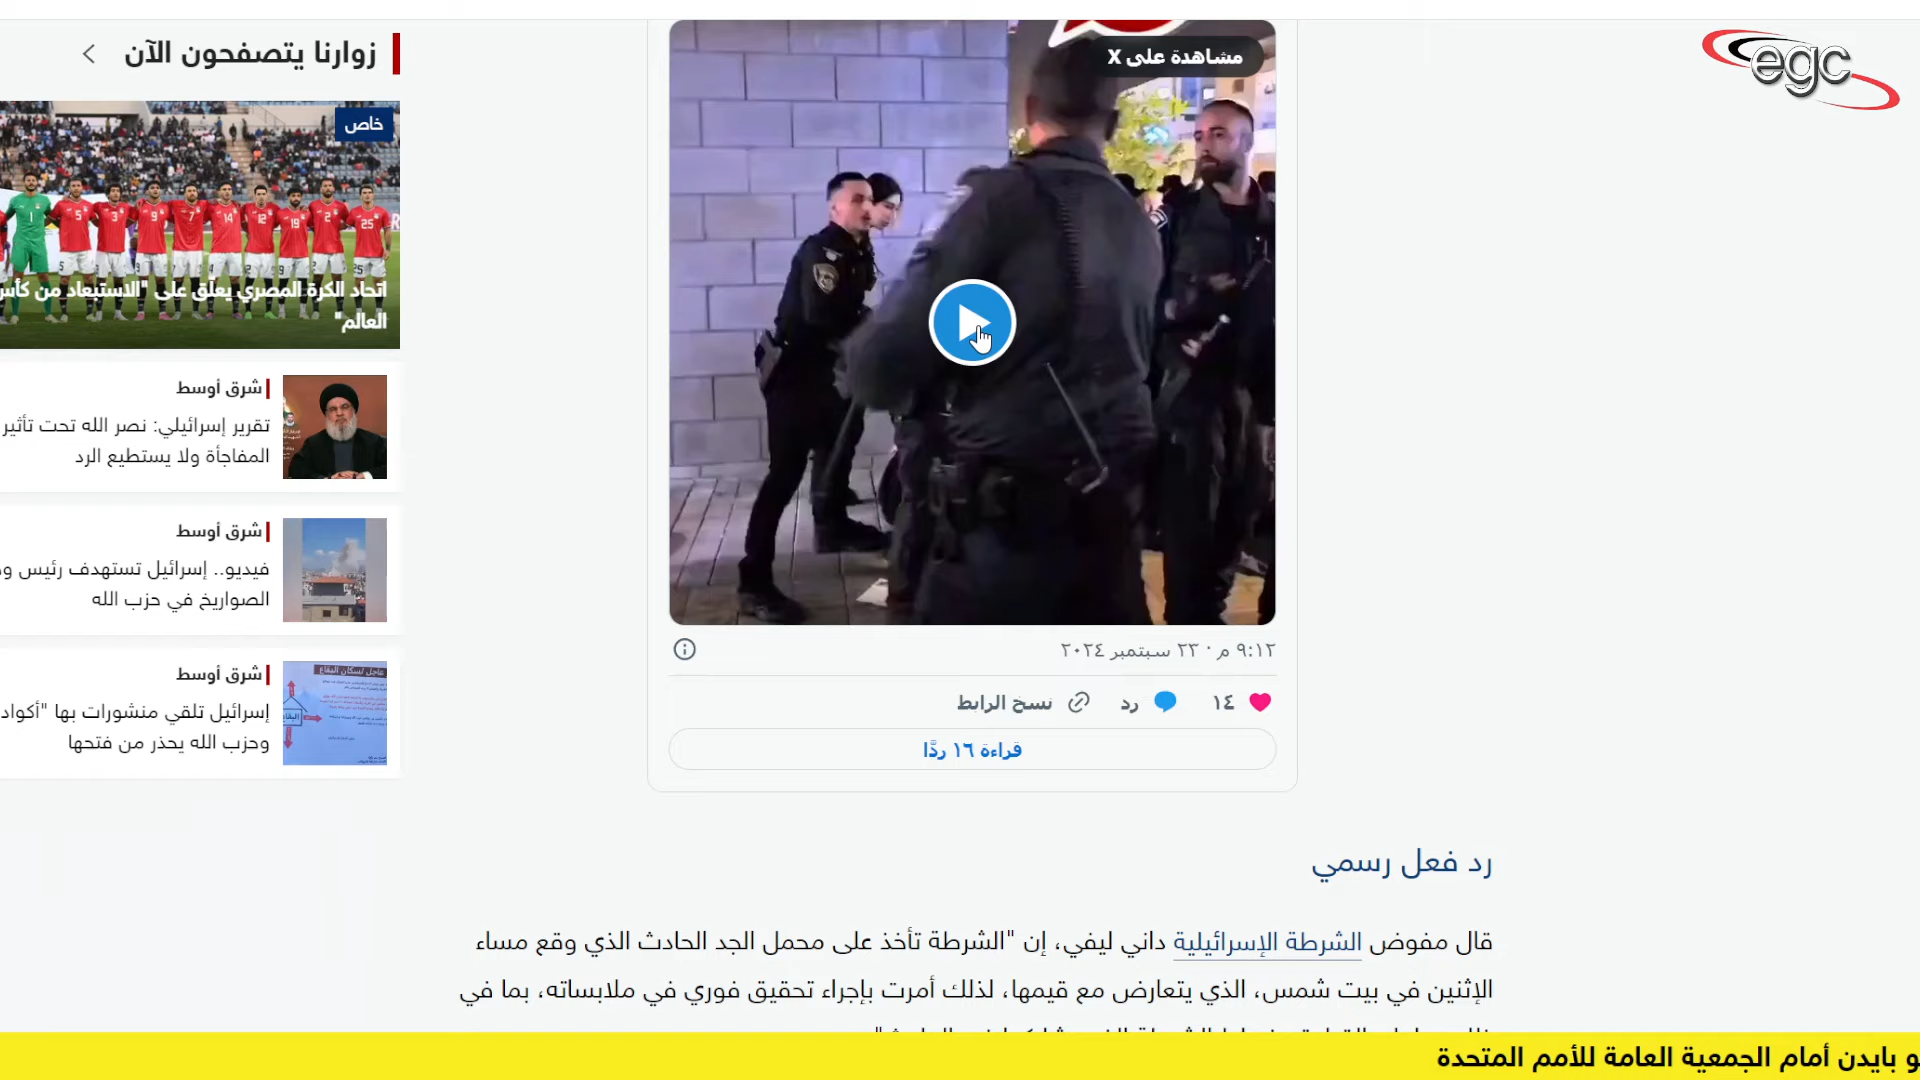 egc
مشاهدة على X
٩:١٢ م · ٢٣ سبتمبر ٢٠٢٤
١٤
رد
نسخ الرابط
قراءة ١٦ ردًّا
رد فعل رسمي
قال مفوض الشرطة الإسرائيلية داني ليفي، إن "الشرطة تأخذ على محمل الجد الحادث الذي وقع مساء
الإثنين في بيت شمس، الذي يتعارض مع قيمها، لذلك أمرت بإجراء تحقيق فوري في ملابساته، بما في
زوارنا يتصفحون الآن
خاص
اتحاد الكرة المصري يعلّق على "الاستبعاد من كأس
العالم"
شرق أوسط
تقرير إسرائيلي: نصر الله تحت تأثير
المفاجأة ولا يستطيع الرد
شرق أوسط
فيديو.. إسرائيل تستهدف رئيس
الصواريخ في حزب الله
شرق أوسط
إسرائيل تلقي منشورات بها "أكواد
وحزب الله يحذر من فتحها
عاجل لسكان البقاع
بايدن أمام الجمعية العامة للأمم المتحدة